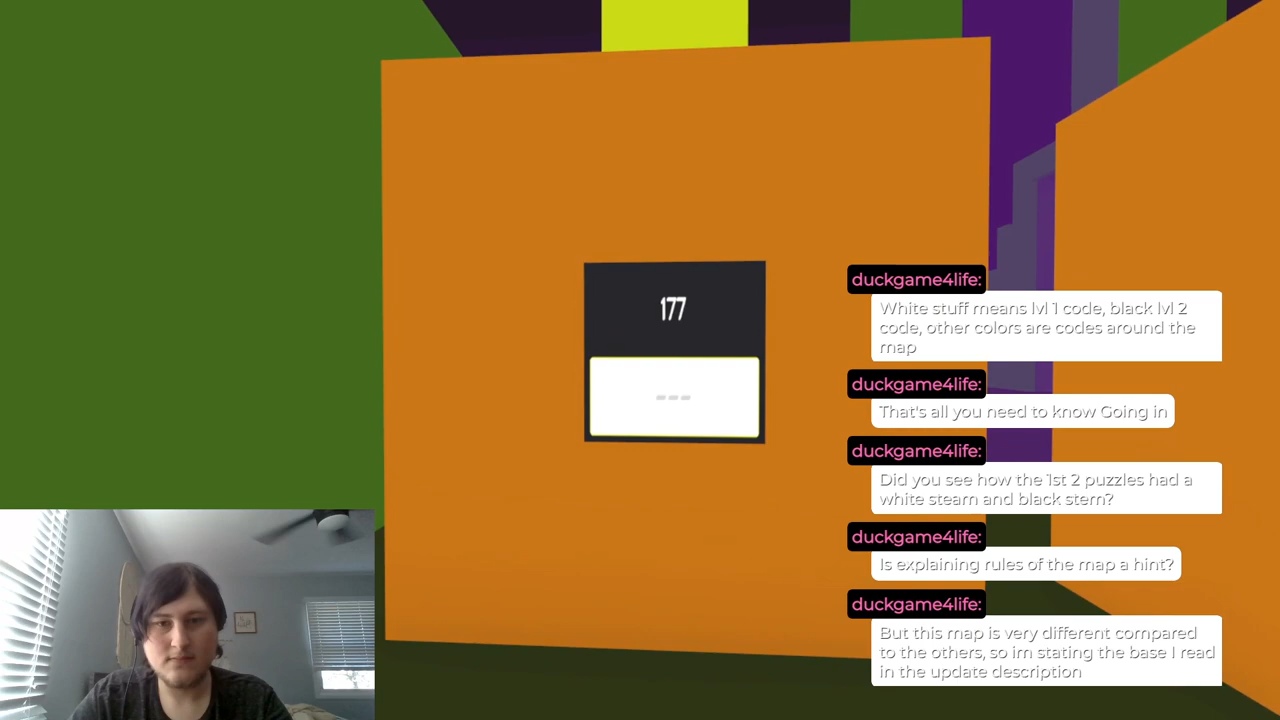 177
---
duckgame4life:
White stuff means lvl 1 code, black lvl 2
code, other colors are codes around the
map
duckgame4life:
That's all you need to know Going in
duckgame4life:
Did you see how the 1st 2 puzzles had a
white steam and black stem?
duckgame4life:
Is explaining rules of the map a hint?
duckgame4life:
But this map is very different compared
to the others, so im stating the base I read
in the update description